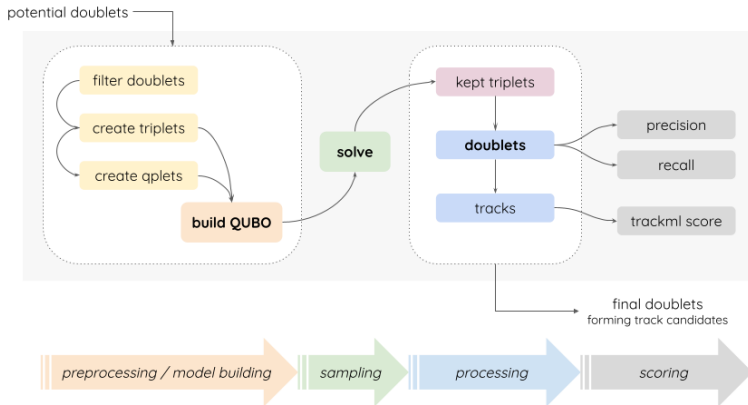 potential doublets
filter doublets
create triplets
create qplets
build QUBO
solve
kept triplets
doublets
tracks
precision
recall
trackml score
final doublets
forming track candidates
preprocessing / model building
sampling
processing
scoring